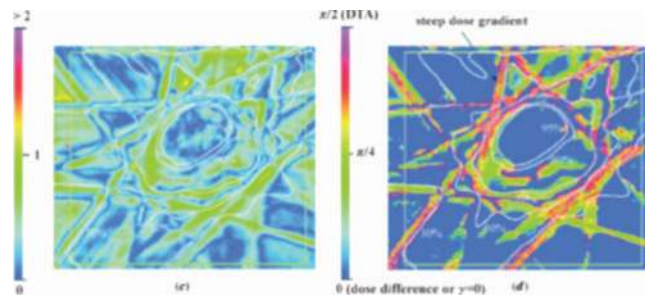 > 2
π/2 (DTA)
steep dose gradient
1
π/4
0
(c)
0 (dose difference or γ=0)
(d)